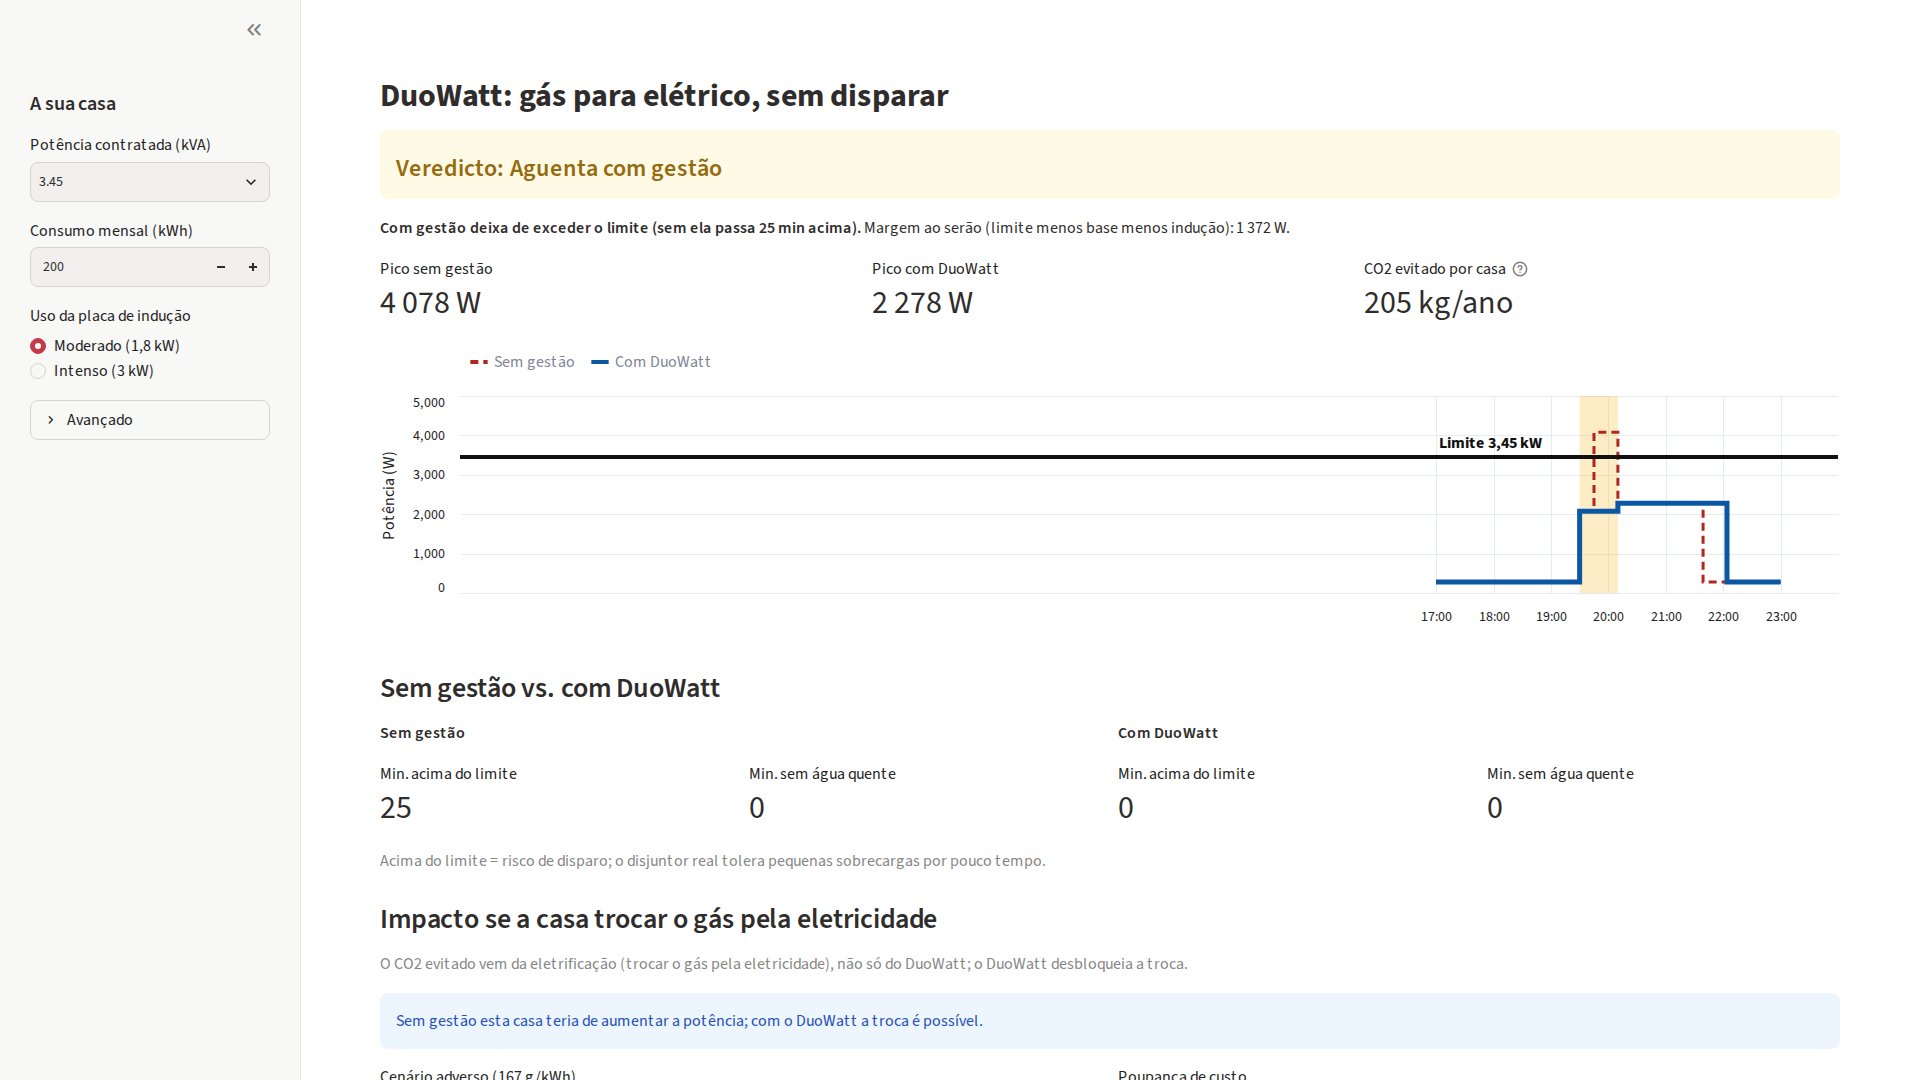 A sua casa
Potência contratada (kVA)
3.45
Consumo mensal (kWh)
200
Uso da placa de indução
Moderado (1,8 kW)
Intenso (3 kW)
Avançado
DuoWatt: gás para elétrico, sem disparar
Veredicto: Aguenta com gestão
Com gestão deixa de exceder o limite (sem ela passa 25 min acima). Margem ao serão (limite menos base menos indução): 1 372 W.
Pico sem gestão
4 078 W
Pico com DuoWatt
2 278 W
CO2 evitado por casa
205 kg/ano
Sem gestão
Com DuoWatt
Potência (W)
5,000
4,000
3,000
2,000
1,000
0
Limite 3,45 kW
17:00 18:00 19:00 20:00 21:00 22:00 23:00
Sem gestão vs. com DuoWatt
Sem gestão
Com DuoWatt
Min. acima do limite
25
Min. sem água quente
0
Min. acima do limite
0
Min. sem água quente
0
Acima do limite = risco de disparo; o disjuntor real tolera pequenas sobrecargas por pouco tempo.
Impacto se a casa trocar o gás pela eletricidade
O CO2 evitado vem da eletrificação (trocar o gás pela eletricidade), não só do DuoWatt; o DuoWatt desbloqueia a troca.
Sem gestão esta casa teria de aumentar a potência; com o DuoWatt a troca é possível.
Cenário adverso (167 g/kWh)
Poupança de custo